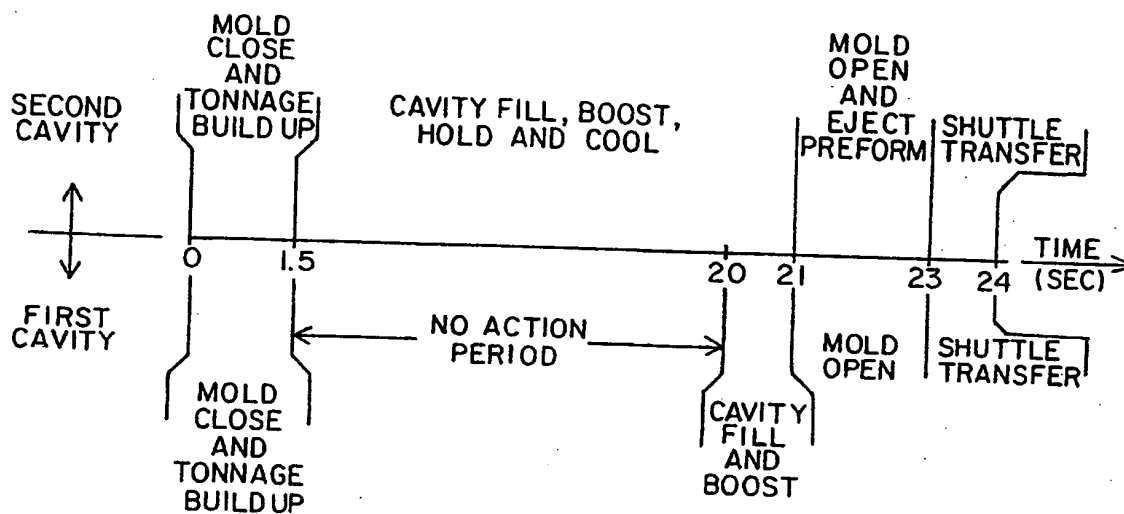 MOLD
CLOSE
AND
TONNAGE
BUILD UP
SECOND
CAVITY
CAVITY FILL, BOOST,
HOLD AND COOL
MOLD
OPEN
AND
EJECT
PREFORM
SHUTTLE
TRANSFER
0
1.5
20
21
23
24
TIME
(SEC)
FIRST
CAVITY
MOLD
CLOSE
AND
TONNAGE
BUILD UP
NO ACTION
PERIOD
CAVITY
FILL
AND
BOOST
MOLD
OPEN
SHUTTLE
TRANSFER